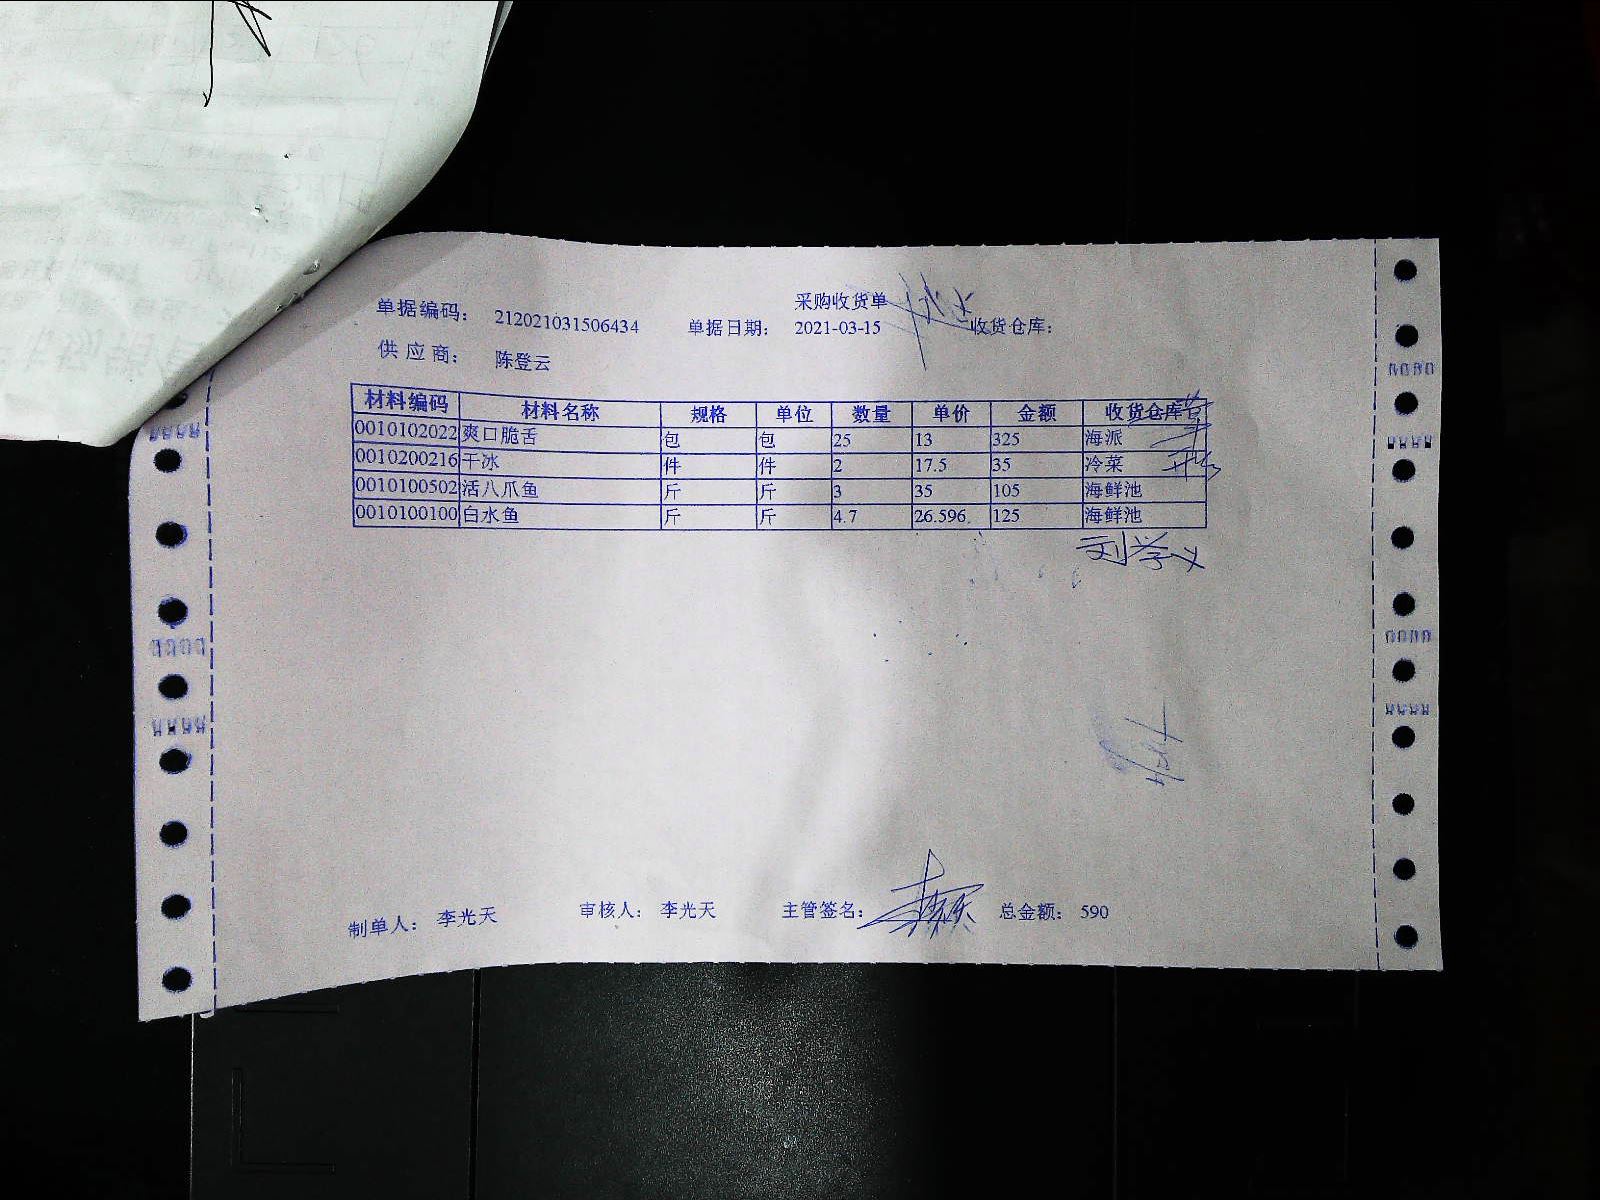 采购收货单
单据编码： 212021031506434 单据日期： 2021-03-15 收货仓库：
供应商： 陈登云
材料编码 材料名称 规格 单位 数量 单价 金额 收货仓库
0010102022 爽口脆舌 包 包 25 13 325 海派
0010200216 干冰 件 件 2 17.5 35 冷菜
0010100502 活八爪鱼 斤 斤 3 35 105 海鲜池
0010100100 白水鱼 斤 斤 4.7 26.596 125 海鲜池
刘学义
制单人： 李光天 审核人： 李光天 主管签名： 总金额： 590